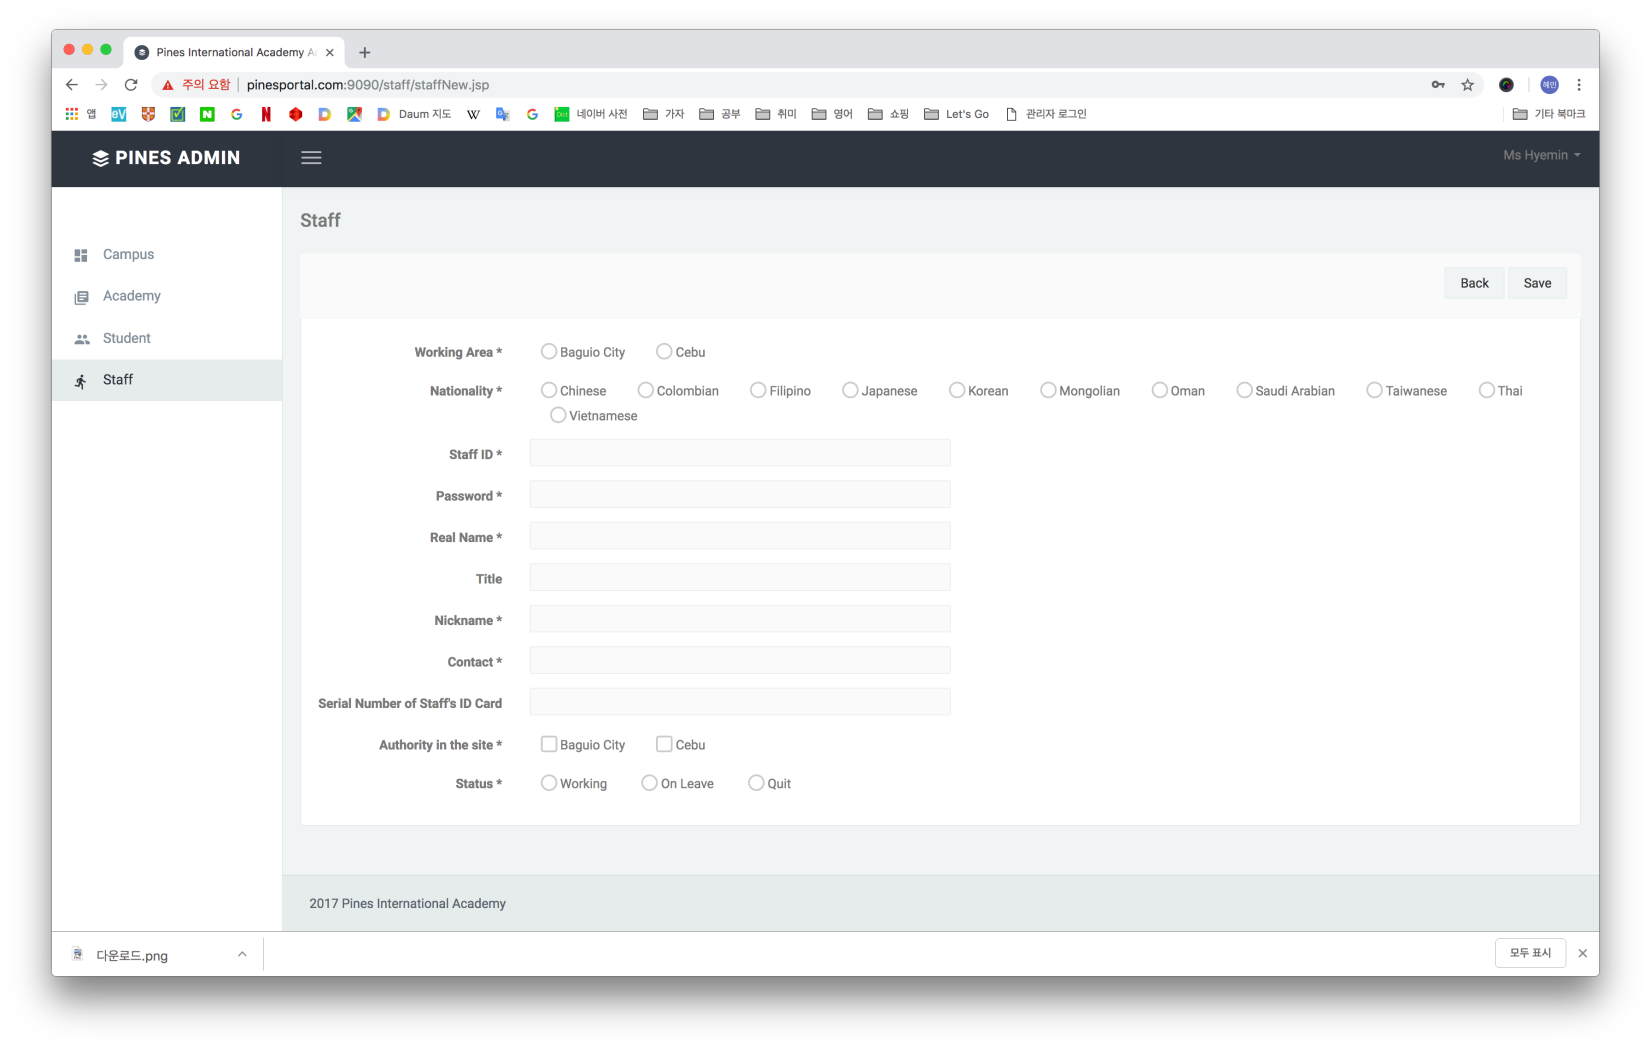 Pines International Academy A
주의 요함 pinesportal.com:9090/staff/staffNew.jsp 혜민
앱 eV N G N D D Daum 지도 W G Dict 네이버 사전 가자 공부 취미 영어 쇼핑 Let's Go 관리자 로그인 기타 북마크
PINES ADMIN Ms Hyemin
Staff
Campus
Academy
Student
Staff
Back Save
Working Area * Baguio City Cebu
Nationality * Chinese Colombian Filipino Japanese Korean Mongolian Oman Saudi Arabian Taiwanese Thai
Vietnamese
Staff ID *
Password *
Real Name *
Title
Nickname *
Contact *
Serial Number of Staff's ID Card
Authority in the site * Baguio City Cebu
Status * Working On Leave Quit
2017 Pines International Academy
다운로드.png 모두 표시